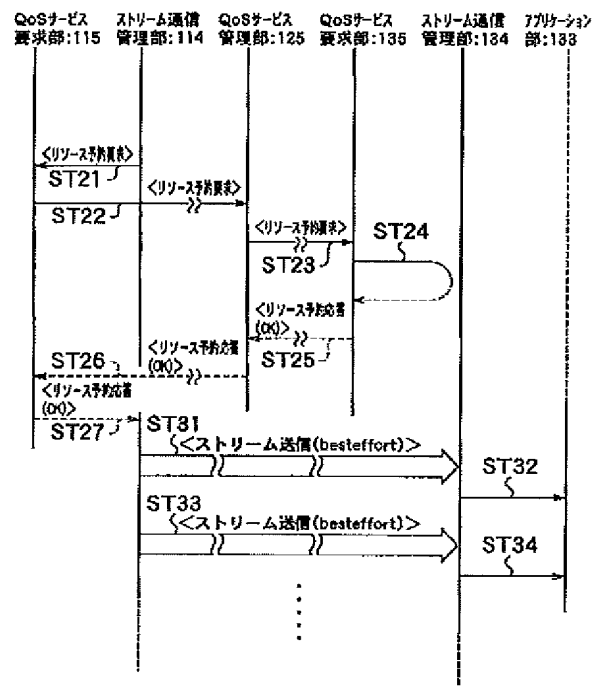 QoSサービス
要求部:115
ストリーム通信
管理部:114
QoSサービス
管理部:125
QoSサービス
要求部:135
ストリーム通信
管理部:134
アプリケーション
部:133
<リソース予約要求>
ST21
<リソース予約要求>
ST22
<リソース予約要求>
ST23
ST24
<リソース予約応答
(OK)>
ST25
<リソース予約応答
(OK)>
ST26
<リソース予約応答
(OK)>
ST27
ST31
<ストリーム送信(besteffort)>
ST32
ST33
<ストリーム送信(besteffort)>
ST34